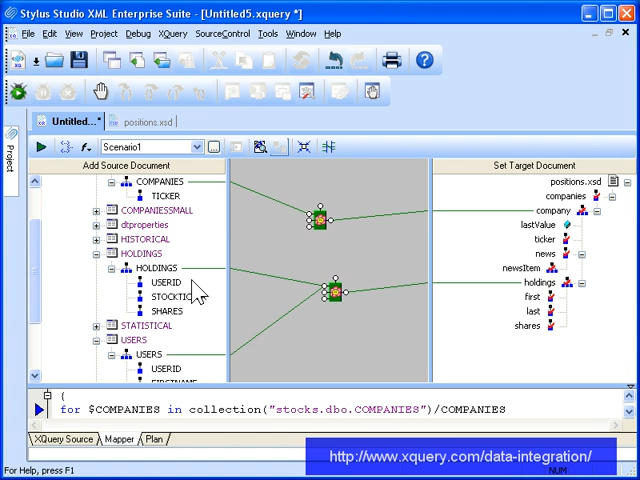 Stylus Studio XML Enterprise Suite - [Untitled5.xquery *]
File Edit View Project Debug XQuery SourceControl Tools Window Help
Untitled...* positions.xsd
Scenario1
Project
Add Source Document
Set Target Document
COMPANIES
TICKER
COMPANIESSMALL
dtproperties
HISTORICAL
HOLDINGS
HOLDINGS
USERID
STOCKTIC
SHARES
STATISTICAL
USERS
USERS
USERID
FIRSTNAME
positions.xsd
companies
company
lastValue
ticker
news
newsItem
holdings
first
last
shares
{
for $COMPANIES in collection("stocks.dbo.COMPANIES")/COMPANIES
XQuery Source Mapper Plan
http://www.xquery.com/data-integration/
For Help, press F1
NUM